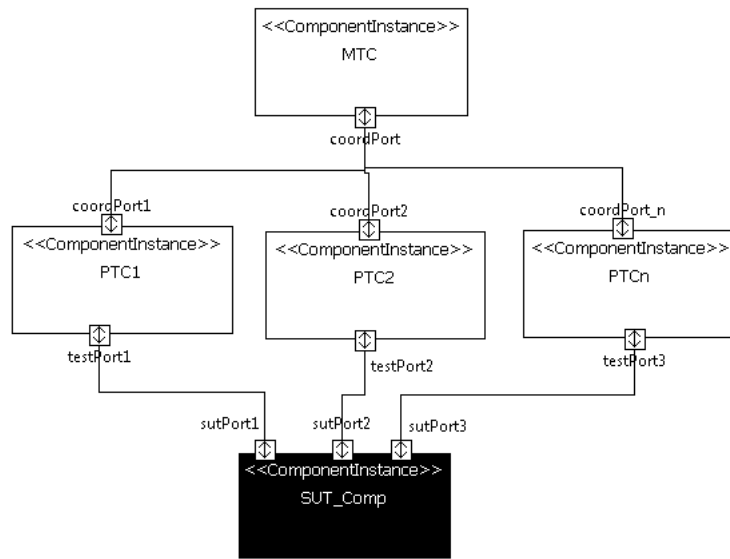 <<ComponentInstance>>
MTC
coordPort
coordPort1
coordPort2
coordPort_n
<<ComponentInstance>>
PTC1
<<ComponentInstance>>
PTC2
<<ComponentInstance>>
PTCn
testPort1
testPort2
testPort3
sutPort1
sutPort2
sutPort3
<<ComponentInstance>>
SUT_Comp